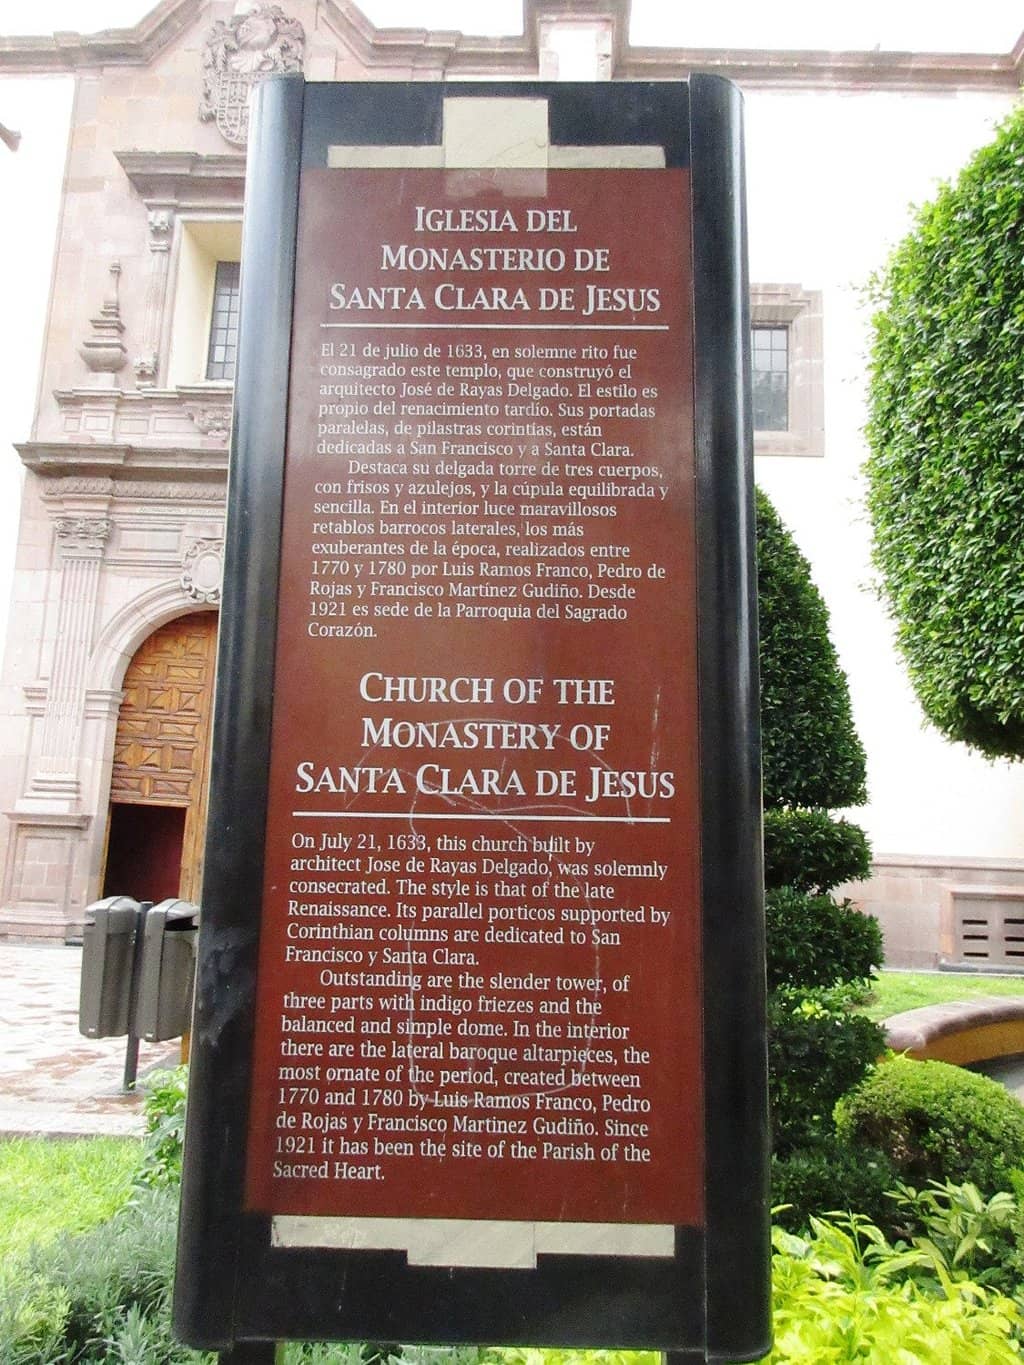 IGLESIA DEL
MONASTERIO DE
SANTA CLARA DE JESUS
El 21 de julio de 1633, en solemne rito fue
consagrado este templo, que construyó el
arquitecto José de Rayas Delgado. El estilo es
propio del renacimiento tardío. Sus portadas
paralelas, de pilastras corintias, están
dedicadas a San Francisco y a Santa Clara.
Destaca su delgada torre de tres cuerpos,
con frisos y azulejos, y la cúpula equilibrada y
sencilla. En el interior luce maravillosos
retablos barrocos laterales, los más
exuberantes de la época, realizados entre
1770 y 1780 por Luis Ramos Franco, Pedro de
Rojas y Francisco Martínez Gudiño. Desde
1921 es sede de la Parroquia del Sagrado
Corazón.
CHURCH OF THE
MONASTERY OF
SANTA CLARA DE JESUS
On July 21, 1633, this church built by
architect Jose de Rayas Delgado, was solemnly
consecrated. The style is that of the late
Renaissance. Its parallel porticos supported by
Corinthian columns are dedicated to San
Francisco y Santa Clara.
Outstanding are the slender tower, of
three parts with indigo friezes and the
balanced and simple dome. In the interior
there are the lateral baroque altarpieces, the
most ornate of the period, created between
1770 and 1780 by Luis Ramos Franco, Pedro
de Rojas y Francisco Martinez Gudiño. Since
1921 it has been the site of the Parish of the
Sacred Heart.